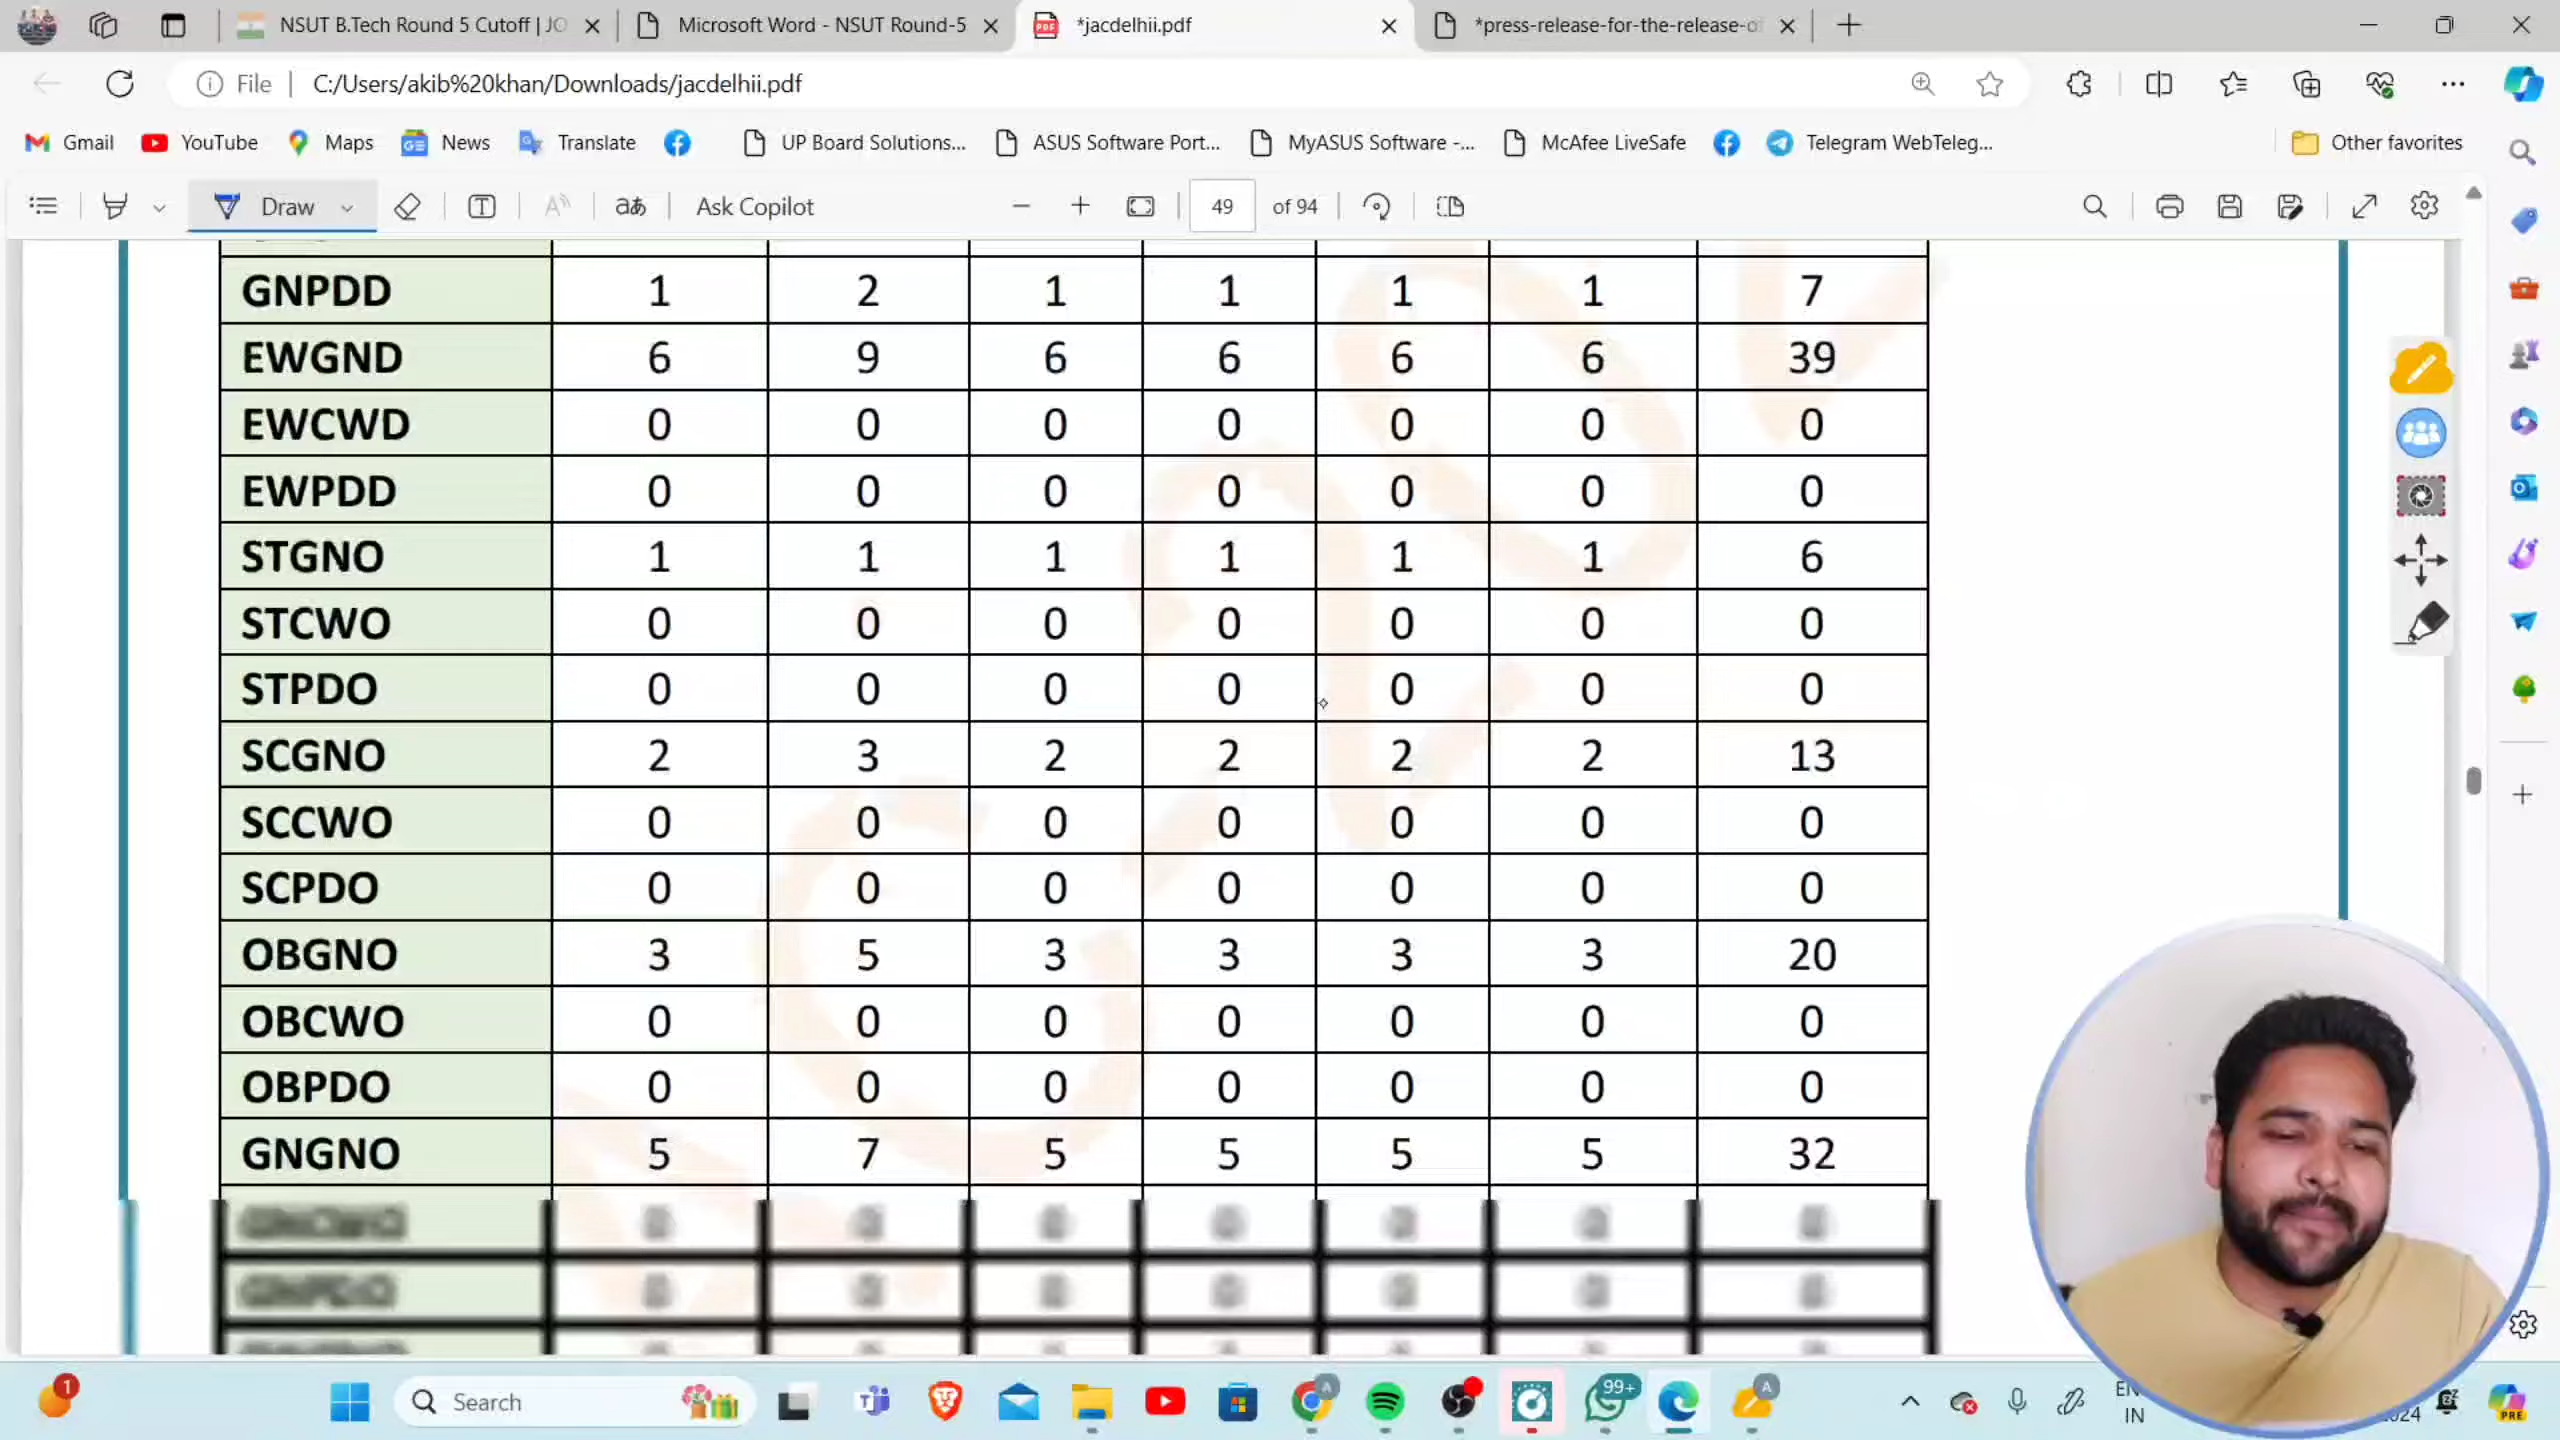 NSUT B.Tech Round 5 Cutoff | JO
Microsoft Word - NSUT Round-5
*jacdelhii.pdf
*press-release-for-the-release-of
File
C:/Users/akib%20khan/Downloads/jacdelhii.pdf
Gmail
YouTube
Maps
News
Translate
UP Board Solutions...
ASUS Software Port...
MyASUS Software -...
McAfee LiveSafe
Telegram WebTeleg...
Other favorites
Draw
aあ
Ask Copilot
49 of 94
GNPDD 1 2 1 1 1 1 7
EWGND 6 9 6 6 6 6 39
EWCWD 0 0 0 0 0 0 0
EWPDD 0 0 0 0 0 0 0
STGNO 1 1 1 1 1 1 6
STCWO 0 0 0 0 0 0 0
STPDO 0 0 0 0 0 0 0
SCGNO 2 3 2 2 2 2 13
SCCWO 0 0 0 0 0 0 0
SCPDO 0 0 0 0 0 0 0
OBGNO 3 5 3 3 3 3 20
OBCWO 0 0 0 0 0 0 0
OBPDO 0 0 0 0 0 0 0
GNGNO 5 7 5 5 5 5 32
1
Search
99+
A
A
IN
PRE